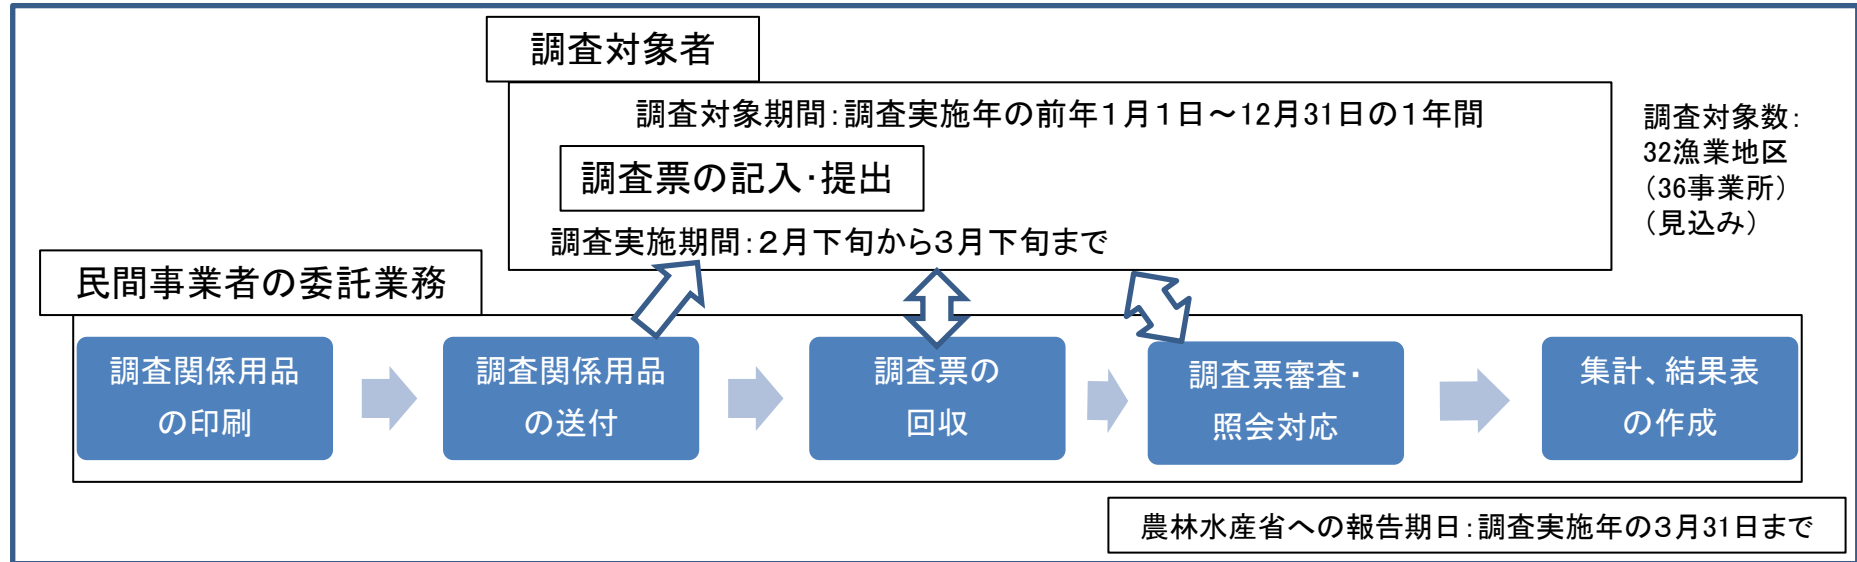 調査対象者
調査対象期間：調査実施年の前年１月１日～12月31日の１年間
調査票の記入・提出
調査実施期間：２月下旬から３月下旬まで
調査対象数：
32漁業地区
（36事業所）
（見込み）
民間事業者の委託業務
調査関係用品
の印刷
調査関係用品
の送付
調査票の
回収
調査票審査・
照会対応
集計、結果表
の作成
農林水産省への報告期日：調査実施年の３月31日まで